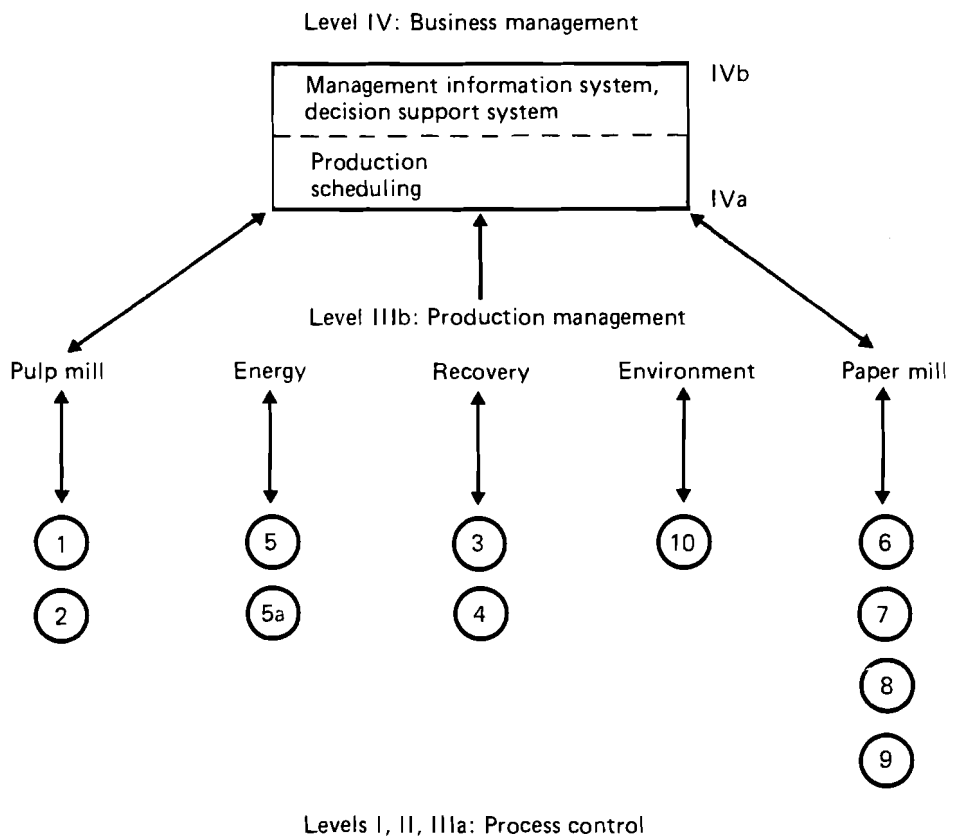 Level IV: Business management
IVb
Management information system,
decision support system
Production
scheduling
IVa
Level IIIb: Production management
Pulp mill
Energy
Recovery
Environment
Paper mill
1
5
3
10
6
2
5a
4
7
8
9
Levels I, II, IIIa: Process control